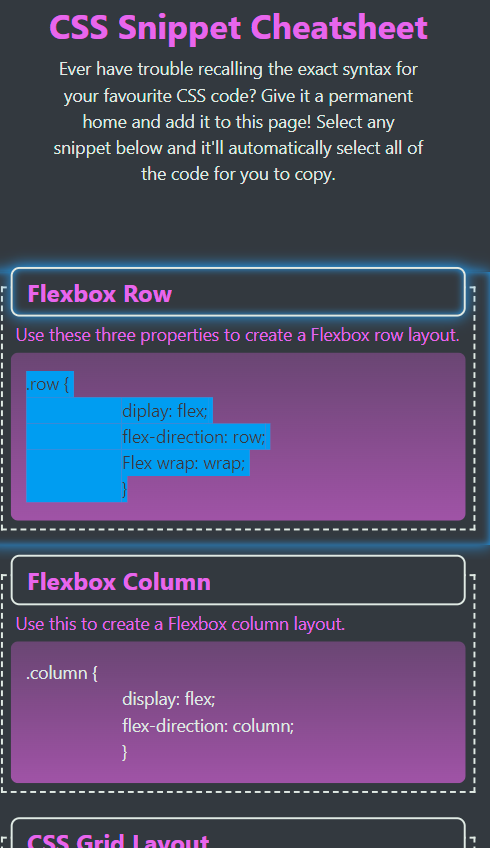 CSS Snippet Cheatsheet
Ever have trouble recalling the exact syntax for
your favourite CSS code? Give it a permanent
home and add it to this page! Select any
snippet below and it'll automatically select all of
the code for you to copy.
Flexbox Row
Use these three properties to create a Flexbox row layout.
.row {
diplay: flex;
flex-direction: row;
Flex wrap: wrap;
}
Flexbox Column
Use this to create a Flexbox column layout.
.column {
display: flex;
flex-direction: column;
}
CSS Grid Layout